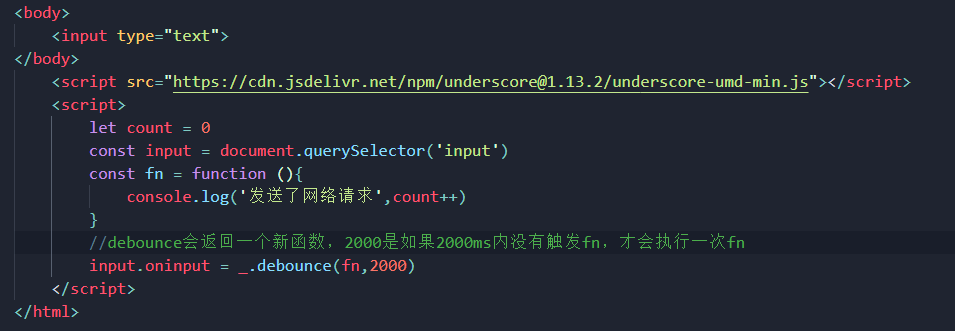 <body>
<input type="text">
</body>
<script src="https://cdn.jsdelivr.net/npm/underscore@1.13.2/underscore-umd-min.js"></script>
<script>
let count = 0
const input = document.querySelector('input')
const fn = function (){
console.log('发送了网络请求',count++)
}
//debounce会返回一个新函数，2000是如果2000ms内没有触发fn，才会执行一次fn
input.oninput = _.debounce(fn,2000)
</script>
</html>